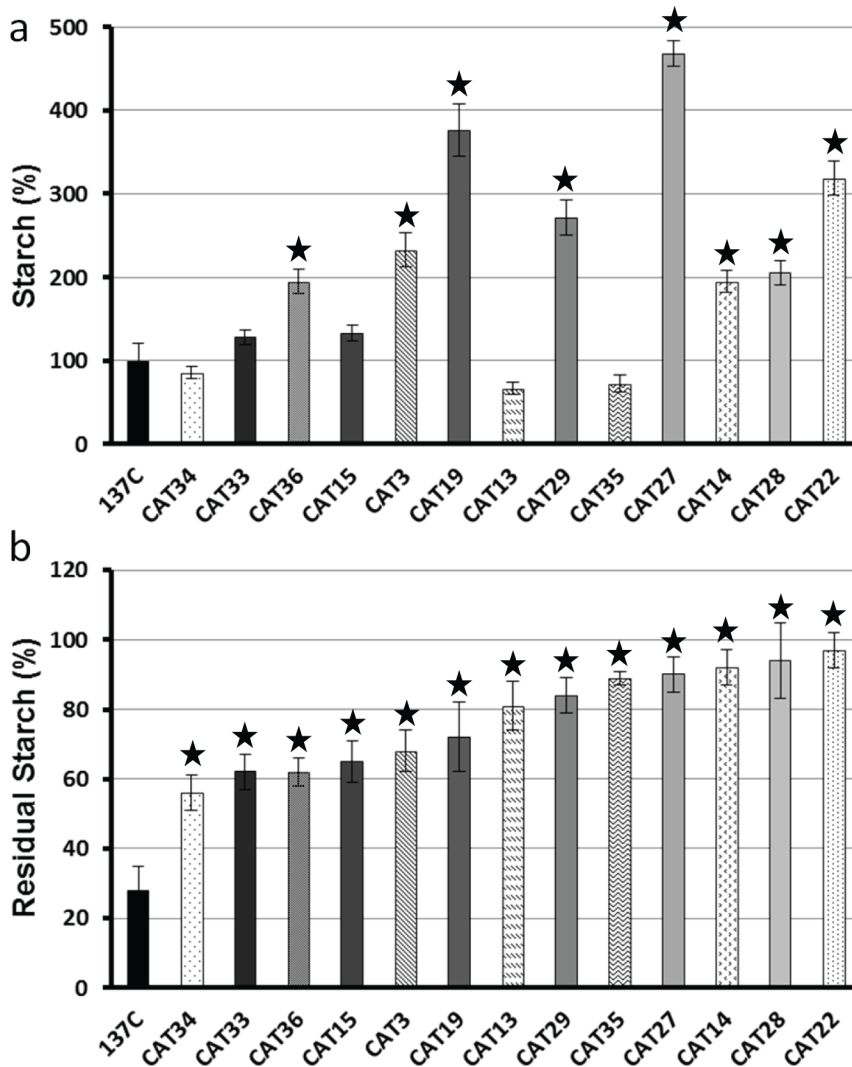 a
Starch (%)
500
400
300
200
100
0
137C CAT34 CAT33 CAT36 CAT15 CAT3 CAT19 CAT13 CAT29 CAT35 CAT27 CAT14 CAT28 CAT22
b
Residual Starch (%)
120
100
80
60
40
20
0
137C CAT34 CAT33 CAT36 CAT15 CAT3 CAT19 CAT13 CAT29 CAT35 CAT27 CAT14 CAT28 CAT22